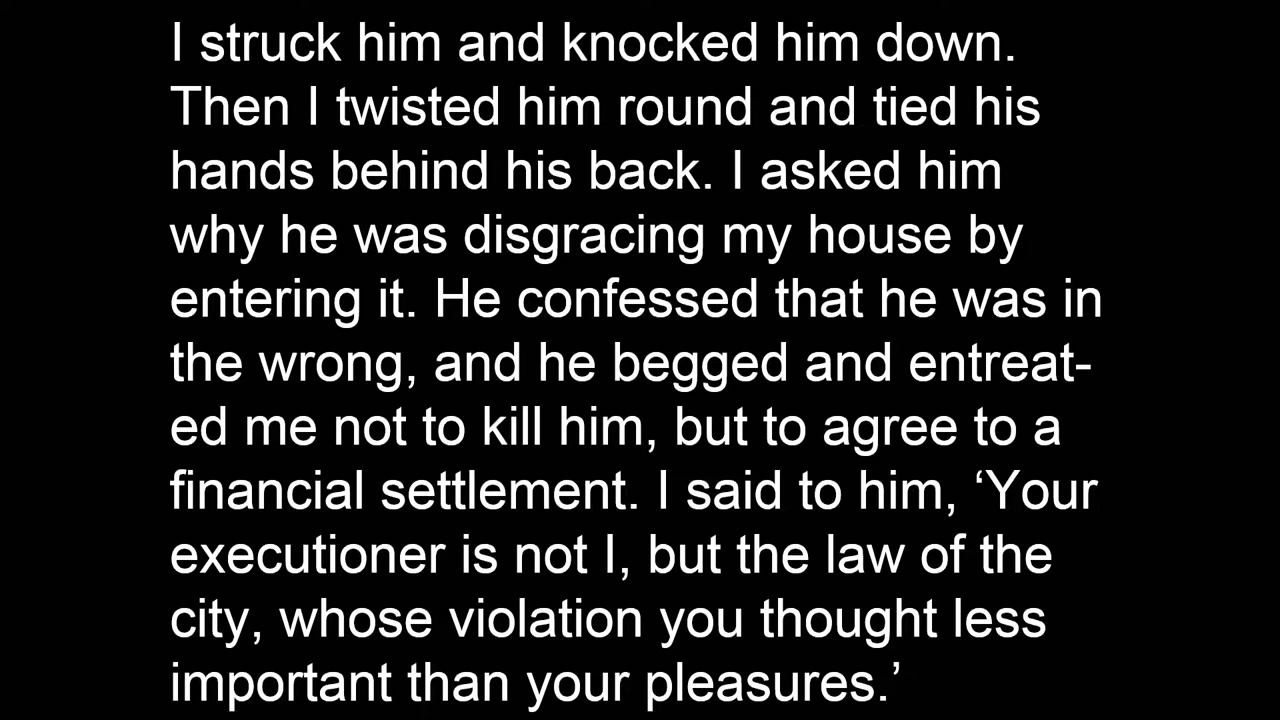 I struck him and knocked him down.
Then I twisted him round and tied his
hands behind his back. I asked him
why he was disgracing my house by
entering it. He confessed that he was in
the wrong, and he begged and entreat-
ed me not to kill him, but to agree to a
financial settlement. I said to him, ‘Your
executioner is not I, but the law of the
city, whose violation you thought less
important than your pleasures.’